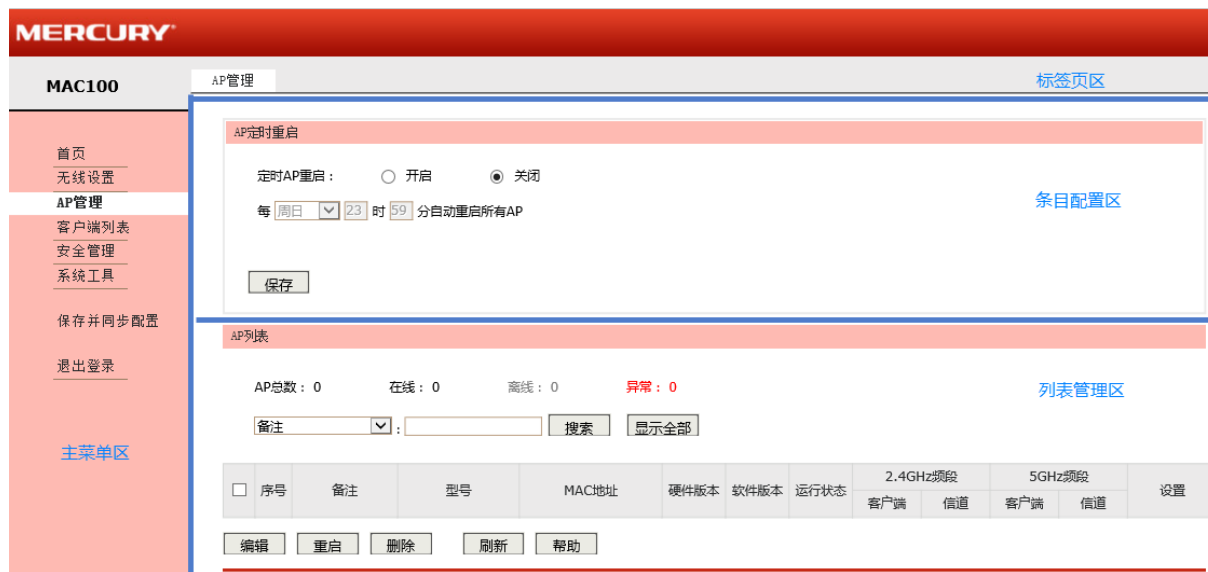 MERCURY
MAC100
AP管理
标签页区
首页
无线设置
AP管理
客户端列表
安全管理
系统工具
保存并同步配置
退出登录
主菜单区
AP定时重启
定时AP重启： 开启 关闭
每 周日 23 时 59 分自动重启所有AP
条目配置区
保存
AP列表
AP总数： 0 在线： 0 离线： 0 异常： 0
列表管理区
备注 : 搜索 显示全部
序号 备注 型号 MAC地址 硬件版本 软件版本 运行状态 2.4GHz频段 5GHz频段 设置
客户端 信道 客户端 信道
编辑 重启 删除 刷新 帮助